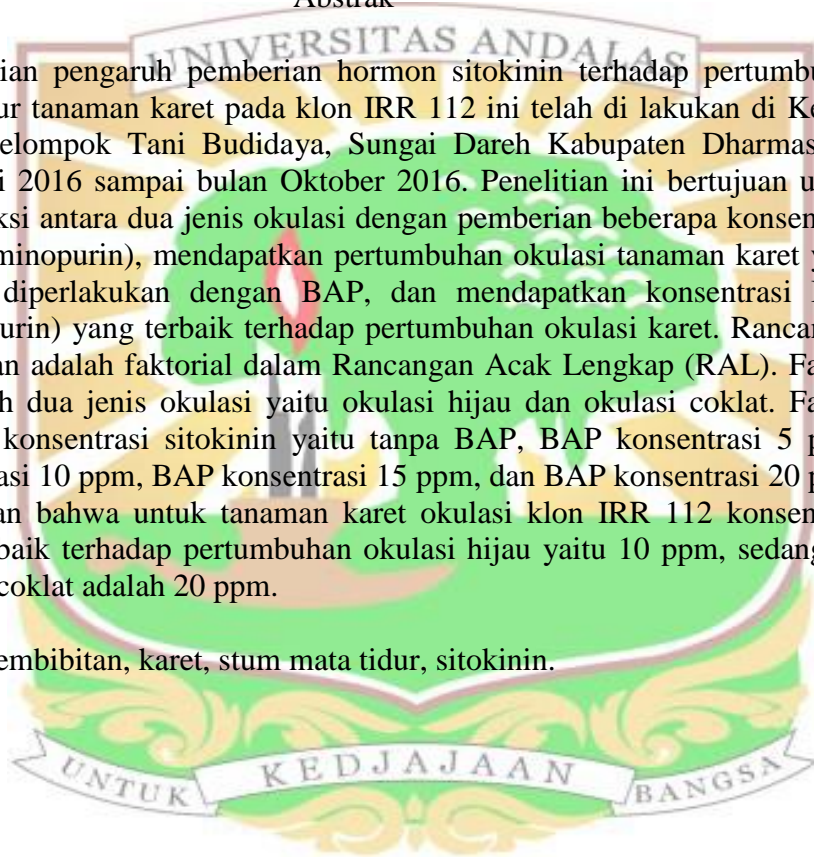 Abstrak
UNIVERSITAS ANDALAS
ian pengaruh pemberian hormon sitokinin terhadap pertumbu
ur tanaman karet pada klon IRR 112 ini telah di lakukan di Ke
elompok Tani Budidaya, Sungai Dareh Kabupaten Dharmas
i 2016 sampai bulan Oktober 2016. Penelitian ini bertujuan u
ksi antara dua jenis okulasi dengan pemberian beberapa konsen
minopurin), mendapatkan pertumbuhan okulasi tanaman karet y
diperlakukan dengan BAP, dan mendapatkan konsentrasi
urin) yang terbaik terhadap pertumbuhan okulasi karet. Rancan
an adalah faktorial dalam Rancangan Acak Lengkap (RAL). Fa
h dua jenis okulasi yaitu okulasi hijau dan okulasi coklat. Fa
konsentrasi sitokinin yaitu tanpa BAP, BAP konsentrasi 5 p
asi 10 ppm, BAP konsentrasi 15 ppm, dan BAP konsentrasi 20 p
an bahwa untuk tanaman karet okulasi klon IRR 112 konsen
baik terhadap pertumbuhan okulasi hijau yaitu 10 ppm, sedang
coklat adalah 20 ppm.
embibitan, karet, stum mata tidur, sitokinin.
UNTUK KEDJAJAAN BANGSA